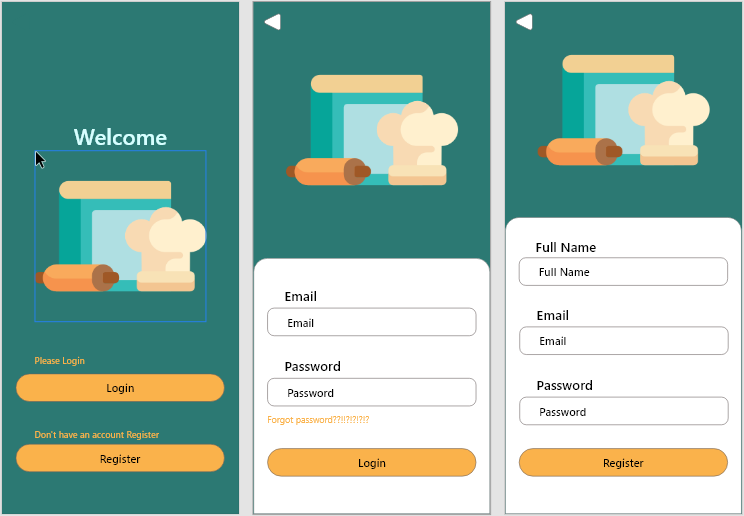 Welcome
Please Login
Login
Don't have an account Register
Register
Email
Email
Password
Password
Forgot password??!!?!?!?!?
Login
Full Name
Full Name
Email
Email
Password
Password
Register